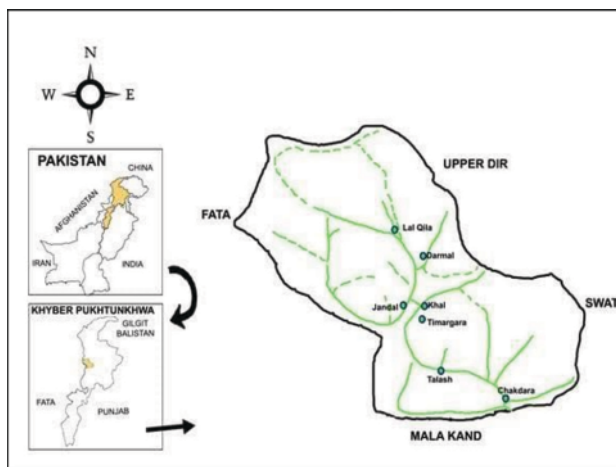 N
W E
S
PAKISTAN
CHINA
AFGHANISTAN
IRAN
INDIA
KHYBER PUKHTUNKHWA
GILGIT
BALISTAN
FATA
PUNJAB
UPPER DIR
FATA
Lal Qila
Darmal
SWAT
Jandal
Khal
Timargara
Talash
Chakdara
MALA KAND